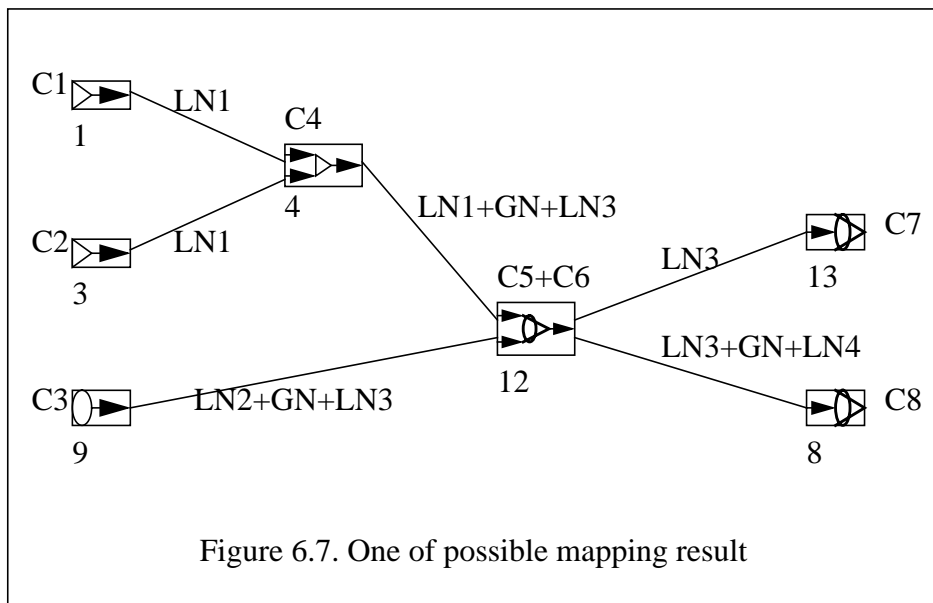 C1
LN1
1
C4
4
C2
LN1
3
LN1+GN+LN3
C7
LN3
13
C5+C6
12
LN3+GN+LN4
C3
LN2+GN+LN3
9
C8
8
Figure 6.7. One of possible mapping result